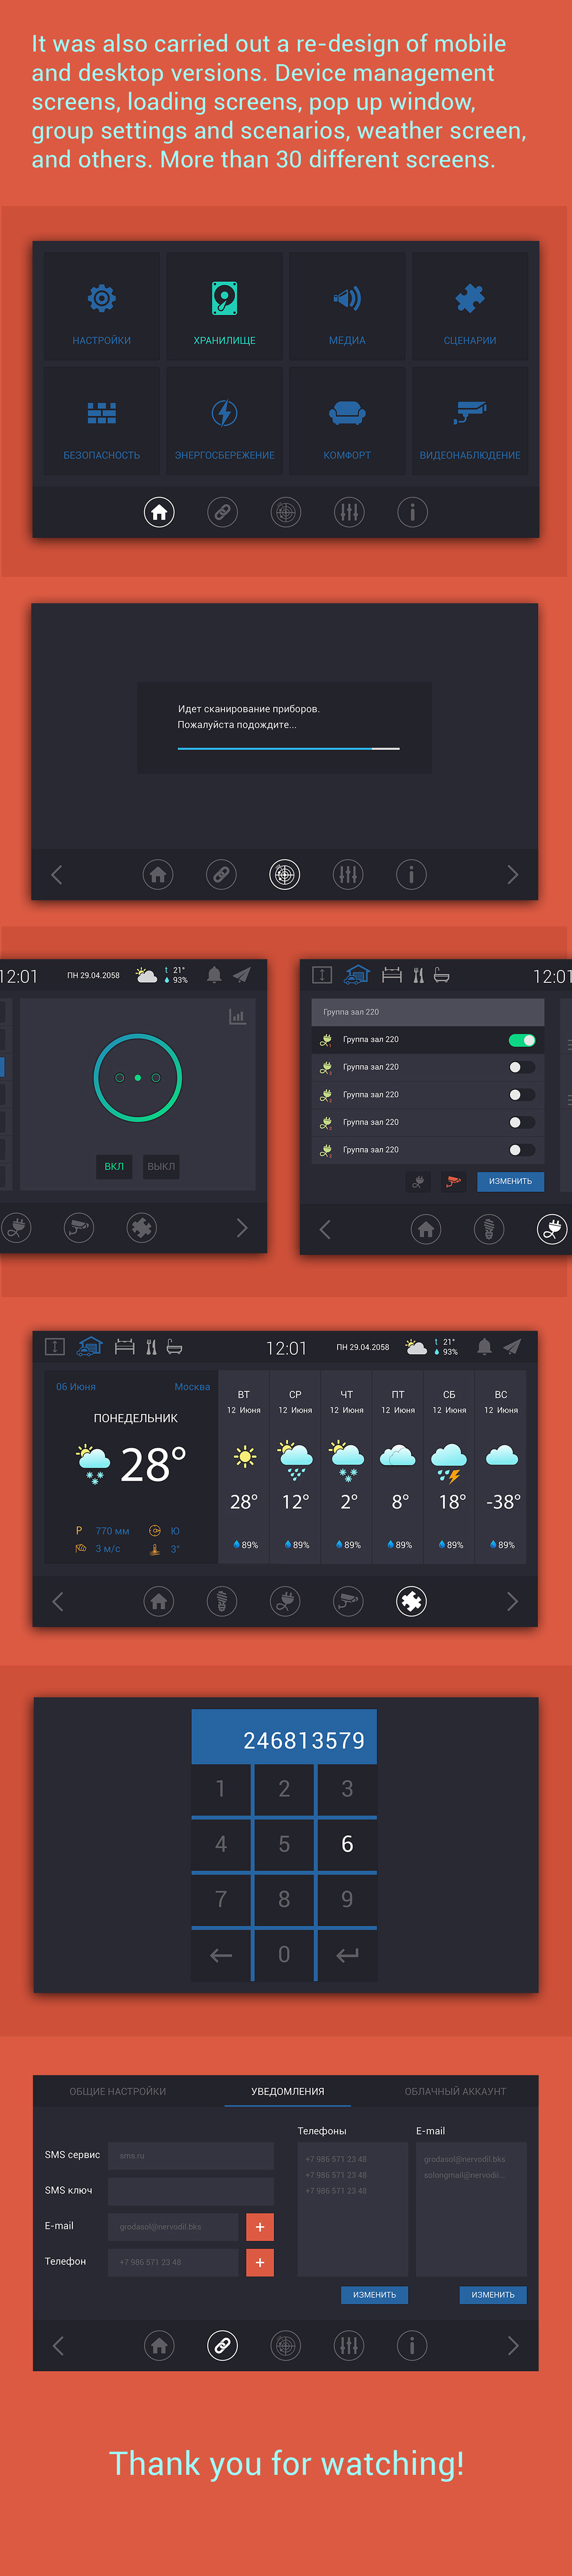 It was also carried out a re-design of mobile
and desktop versions. Device management
screens, loading screens, pop up window,
group settings and scenarios, weather screen,
and others. More than 30 different screens.
НАСТРОЙКИ ХРАНИЛИЩЕ МЕДИА СЦЕНАРИИ
БЕЗОПАСНОСТЬ ЭНЕРГОСБЕРЕЖЕНИЕ КОМФОРТ ВИДЕОНАБЛЮДЕНИЕ
Идет сканирование приборов.
Пожалуйста подождите...
12:01 ПН 29.04.2058 t 21°
93%
ВКЛ ВЫКЛ
12:01
Группа зал 220
Группа зал 220
Группа зал 220
Группа зал 220
Группа зал 220
Группа зал 220
ИЗМЕНИТЬ
12:01 ПН 29.04.2058 t 21°
93%
06 Июня Москва
ПОНЕДЕЛЬНИК
28°
P 770 мм Ю
3 м/с 3°
ВТ СР ЧТ ПТ СБ ВС
12 Июня 12 Июня 12 Июня 12 Июня 12 Июня 12 Июня
28° 12° 2° 8° 18° -38°
89% 89% 89% 89% 89% 89%
246813579
1 2 3
4 5 6
7 8 9
0
ОБЩИЕ НАСТРОЙКИ УВЕДОМЛЕНИЯ ОБЛАЧНЫЙ АККАУНТ
SMS сервис sms.ru
SMS ключ
E-mail grodasol@nervodil.bks +
Телефон +7 986 571 23 48 +
Телефоны
+7 986 571 23 48
+7 986 571 23 48
+7 986 571 23 48
ИЗМЕНИТЬ
E-mail
grodasol@nervodil.bks
solongmail@nervodil...
ИЗМЕНИТЬ
Thank you for watching!